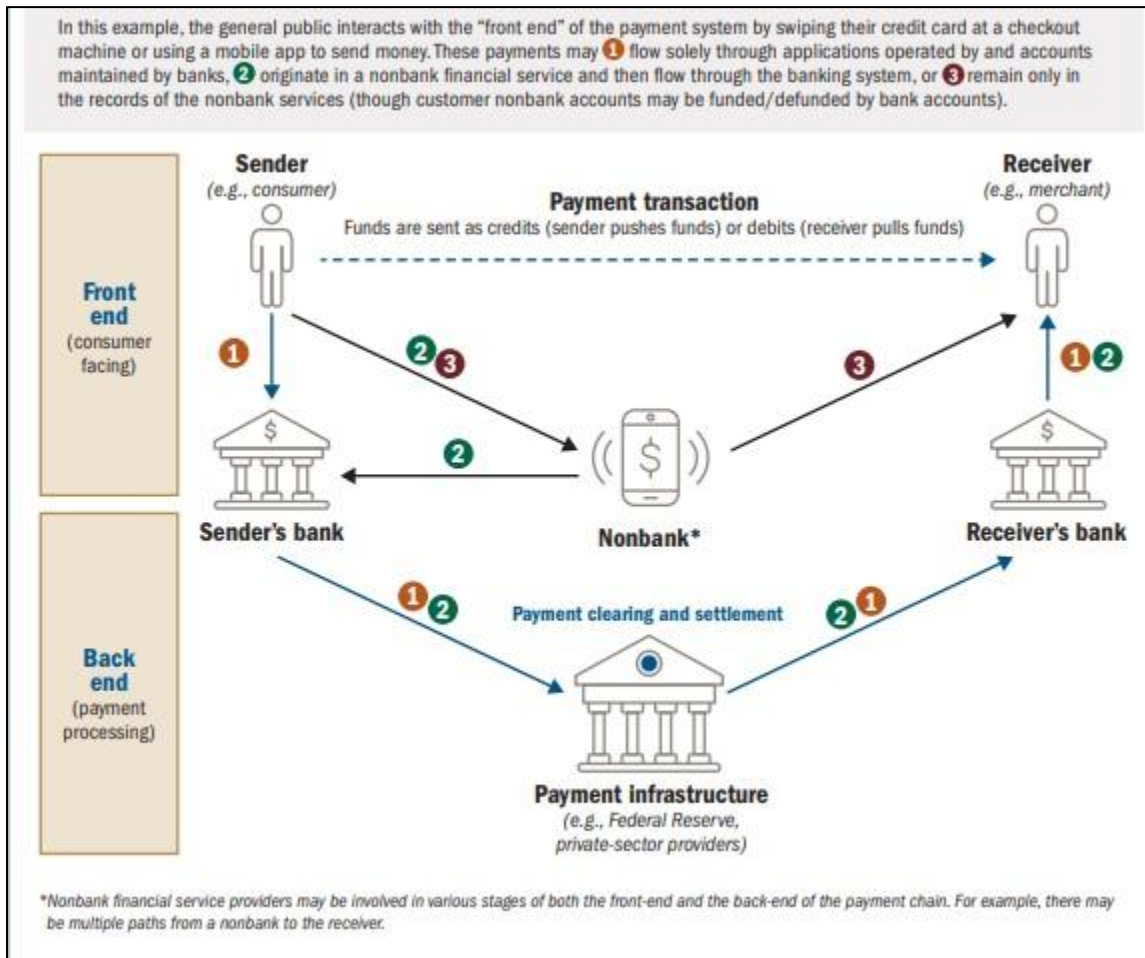 In this example, the general public interacts with the “front end” of the payment system by swiping their credit card at a checkout
machine or using a mobile app to send money. These payments may 1 flow solely through applications operated by and accounts
maintained by banks, 2 originate in a nonbank financial service and then flow through the banking system, or 3 remain only in
the records of the nonbank services (though customer nonbank accounts may be funded/defunded by bank accounts).
Sender
(e.g., consumer)
Receiver
(e.g., merchant)
Payment transaction
Funds are sent as credits (sender pushes funds) or debits (receiver pulls funds)
Front
end
(consumer
facing)
1
2
3
3
1 2
$
$
$
2
Sender’s bank
Nonbank*
Receiver’s bank
1
2
Payment clearing and settlement
2
1
Back
end
(payment
processing)
Payment infrastructure
(e.g., Federal Reserve,
private-sector providers)
*Nonbank financial service providers may be involved in various stages of both the front-end and the back-end of the payment chain. For example, there may
be multiple paths from a nonbank to the receiver.